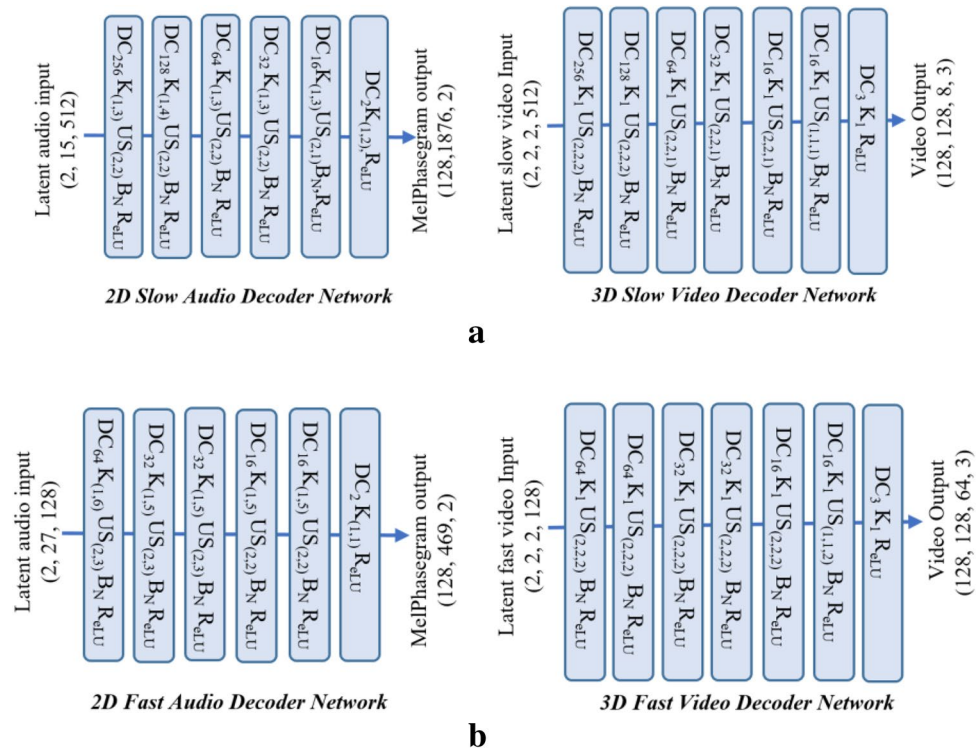 Latent audio input
(2, 15, 512)
DC256 K(1,3) US(2,2) BN ReLU
DC128 K(1,4) US(2,2) BN ReLU
DC64 K(1,3) US(2,2) BN ReLU
DC32 K(1,3) US(2,2) BN ReLU
DC16K(1,3)US(2,1)BN,ReLU
DC2K(1,2)ReLU
MelPhasegram output
(128,1876, 2)
2D Slow Audio Decoder Network
Latent slow video Input
(2, 2, 2, 512)
DC256 K1 US(2,2,2) BN ReLU
DC128 K1 US(2,2,2) BN ReLU
DC64 K1 US(2,2,1) BN ReLU
DC32 K1 US(2,2,1) BN ReLU
DC16 K1 US(2,2,1) BN ReLU
DC16 K1 US(1,1,1) BN ReLU
DC3 K1 ReLU
Video Output
(128, 128, 8, 3)
3D Slow Video Decoder Network
a
Latent audio input
(2, 27, 128)
DC64 K(1,6) US(2,3) BN ReLU
DC32 K(1,5) US(2,3) BN ReLU
DC32 K(1,5) US(2,3) BN ReLU
DC16 K(1,5) US(2,2) BN ReLU
DC16 K(1,5) US(2,2) BN ReLU
DC2 K(1,1) ReLU
MelPhasegram output
(128, 469, 2)
2D Fast Audio Decoder Network
Latent fast video Input
(2, 2, 2, 128)
DC64 K1 US(2,2,2) BN ReLU
DC64 K1 US(2,2,2) BN ReLU
DC32 K1 US(2,2,2) BN ReLU
DC32 K1 US(2,2,2) BN ReLU
DC16 K1 US(2,2,2) BN ReLU
DC16 K1 US(1,1,2) BN ReLU
DC3 K1 ReLU
Video Output
(128, 128, 64, 3)
3D Fast Video Decoder Network
b